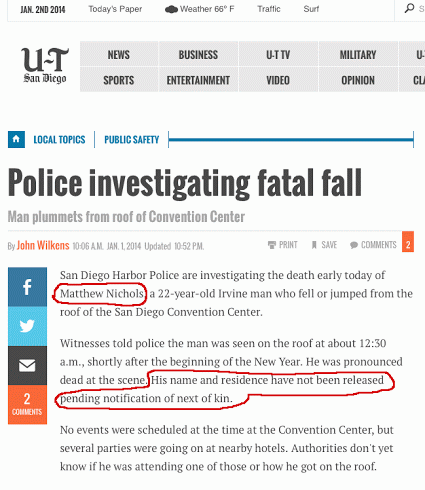 JAN. 2ND 2014 Today's Paper Weather 66° F Traffic Surf
U-T San Diego
NEWS BUSINESS U-T TV MILITARY
SPORTS ENTERTAINMENT VIDEO OPINION
LOCAL TOPICS PUBLIC SAFETY
Police investigating fatal fall
Man plummets from roof of Convention Center
By John Wilkens 10:06 A.M. JAN. 1, 2014 Updated 10:52 P.M. PRINT SAVE COMMENTS 2
San Diego Harbor Police are investigating the death early today of
Matthew Nichols, a 22-year-old Irvine man who fell or jumped from the
roof of the San Diego Convention Center.
Witnesses told police the man was seen on the roof at about 12:30
a.m., shortly after the beginning of the New Year. He was pronounced
dead at the scene. His name and residence have not been released
pending notification of next of kin.
No events were scheduled at the time at the Convention Center, but
several parties were going on at nearby hotels. Authorities don't yet
know if he was attending one of those or how he got on the roof.
f
2
COMMENTS